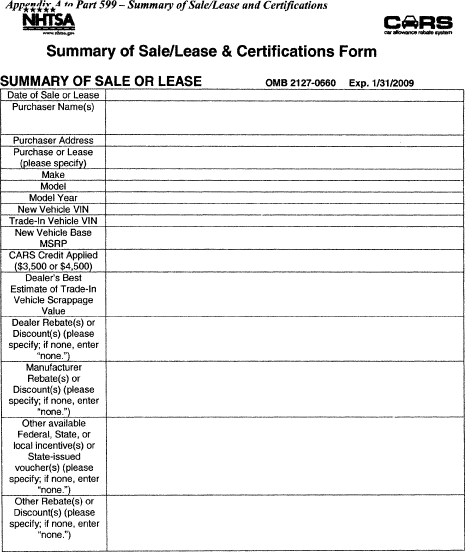 Appendix A to Part 599 – Summary of Sale/Lease and Certifications
NHTSA
www.nhtsa.gov
CARS
car allowance rebate system
Summary of Sale/Lease & Certifications Form
SUMMARY OF SALE OR LEASE OMB 2127-0660 Exp. 1/31/2009
Date of Sale or Lease
Purchaser Name(s)
Purchaser Address
Purchase or Lease
(please specify)
Make
Model
Model Year
New Vehicle VIN
Trade-In Vehicle VIN
New Vehicle Base
MSRP
CARS Credit Applied
($3,500 or $4,500)
Dealer's Best
Estimate of Trade-In
Vehicle Scrappage
Value
Dealer Rebate(s) or
Discount(s) (please
specify; if none, enter
"none.")
Manufacturer
Rebate(s) or
Discount(s) (please
specify; if none, enter
"none.")
Other available
Federal, State, or
local incentive(s) or
State-issued
voucher(s) (please
specify; if none, enter
"none.")
Other Rebate(s) or
Discount(s) (please
specify; if none, enter
"none.")